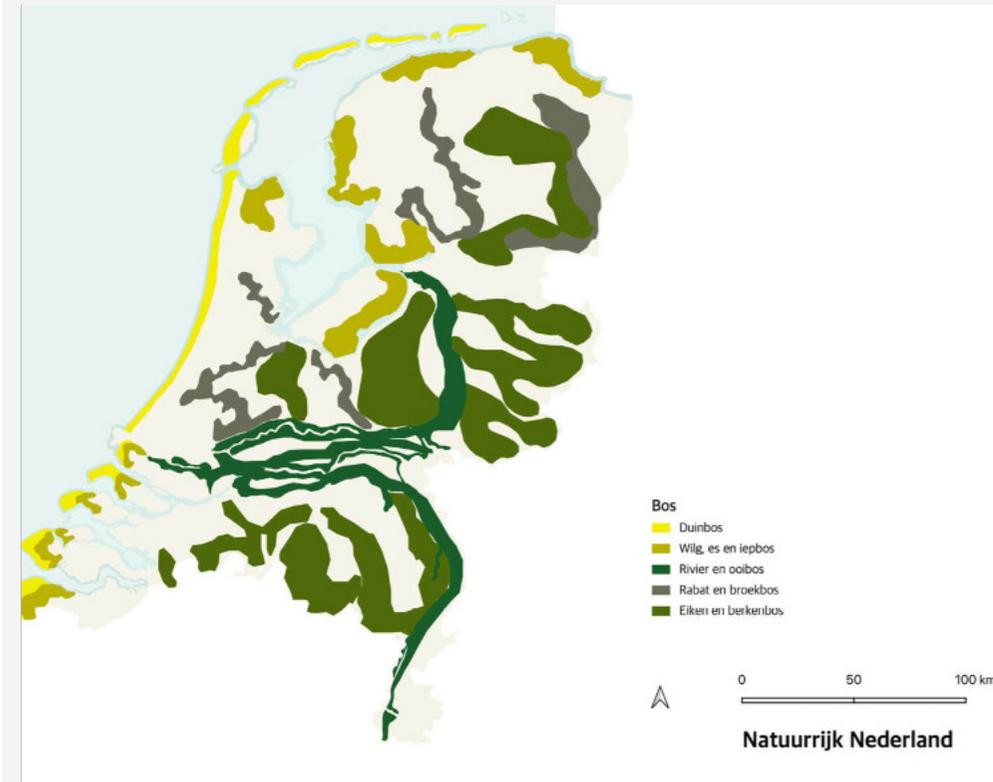 Bos
Duinbos
Wilg, es en iepbos
Rivier en ooibos
Rabat en broekbos
Eiken en berkenbos
0 50 100 km
Natuurrijk Nederland